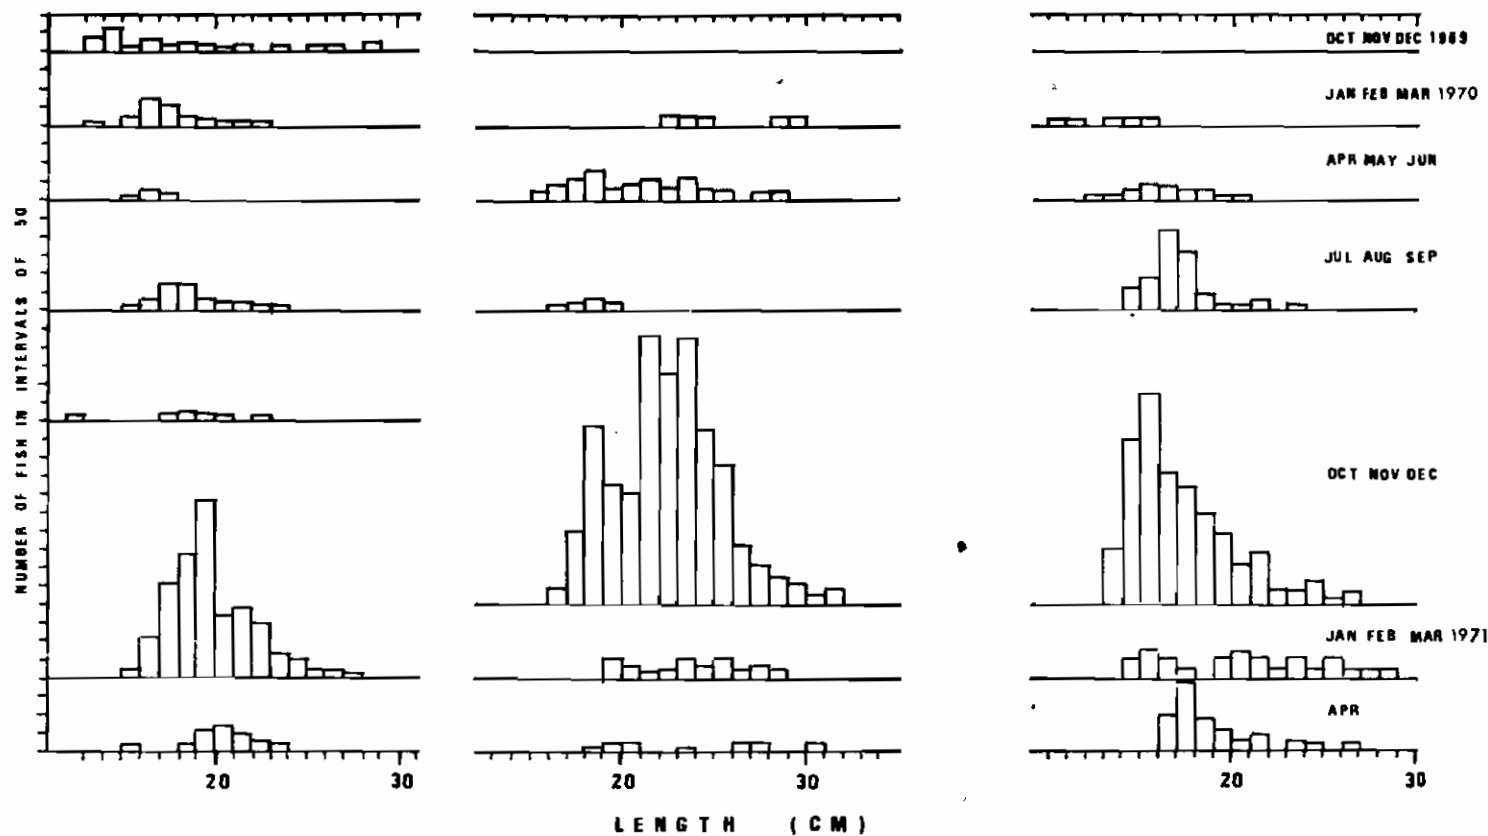 OCT NOV DEC 1969
JAN FEB MAR 1970
APR MAY JUN
JUL AUG SEP
OCT NOV DEC
JAN FEB MAR 1971
APR
NUMBER OF FISH IN INTERVALS OF 50
20 30 20 30 20 30
LENGTH (CM)